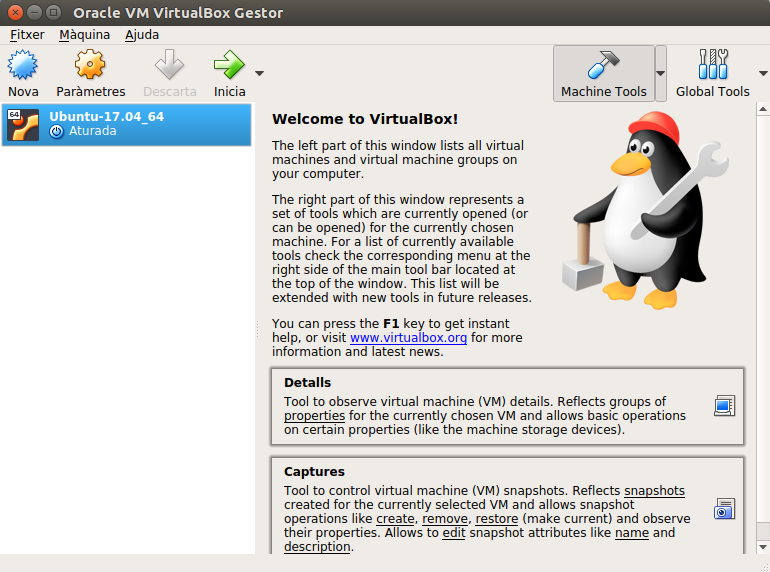 Oracle VM VirtualBox Gestor
Fitxer Màquina Ajuda
Nova Paràmetres Descarta Inicia Machine Tools Global Tools
64
Ubuntu-17.04_64
Aturada
Welcome to VirtualBox!
The left part of this window lists all virtual
machines and virtual machine groups on
your computer.
The right part of this window represents a
set of tools which are currently opened (or
can be opened) for the currently chosen
machine. For a list of currently available
tools check the corresponding menu at the
right side of the main tool bar located at
the top of the window. This list will be
extended with new tools in future releases.
You can press the F1 key to get instant
help, or visit www.virtualbox.org for more
information and latest news.
Detalls
Tool to observe virtual machine (VM) details. Reflects groups of
properties for the currently chosen VM and allows basic operations
on certain properties (like the machine storage devices).
Captures
Tool to control virtual machine (VM) snapshots. Reflects snapshots
created for the currently selected VM and allows snapshot
operations like create, remove, restore (make current) and observe
their properties. Allows to edit snapshot attributes like name and
description.